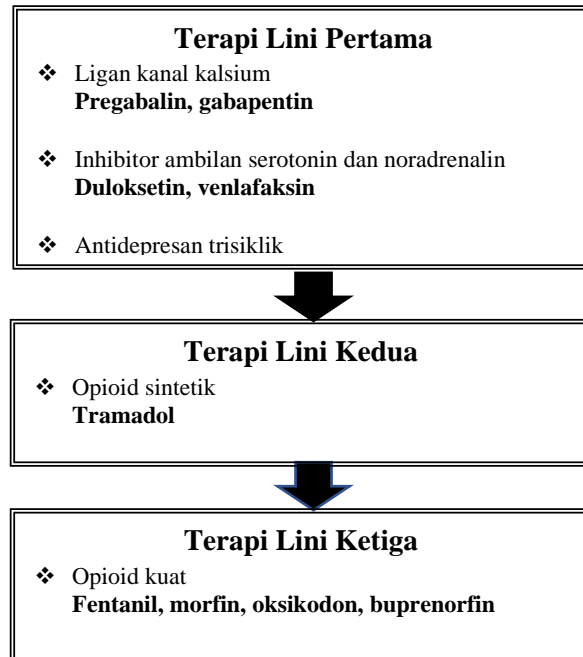 Terapi Lini Pertama
❖ Ligan kanal kalsium
Pregabalin, gabapentin
❖ Inhibitor ambilan serotonin dan noradrenalin
Duloksetin, venlafaksin
❖ Antidepresan trisiklik
Terapi Lini Kedua
❖ Opioid sintetik
Tramadol
Terapi Lini Ketiga
❖ Opioid kuat
Fentanil, morfin, oksikodon, buprenorfin